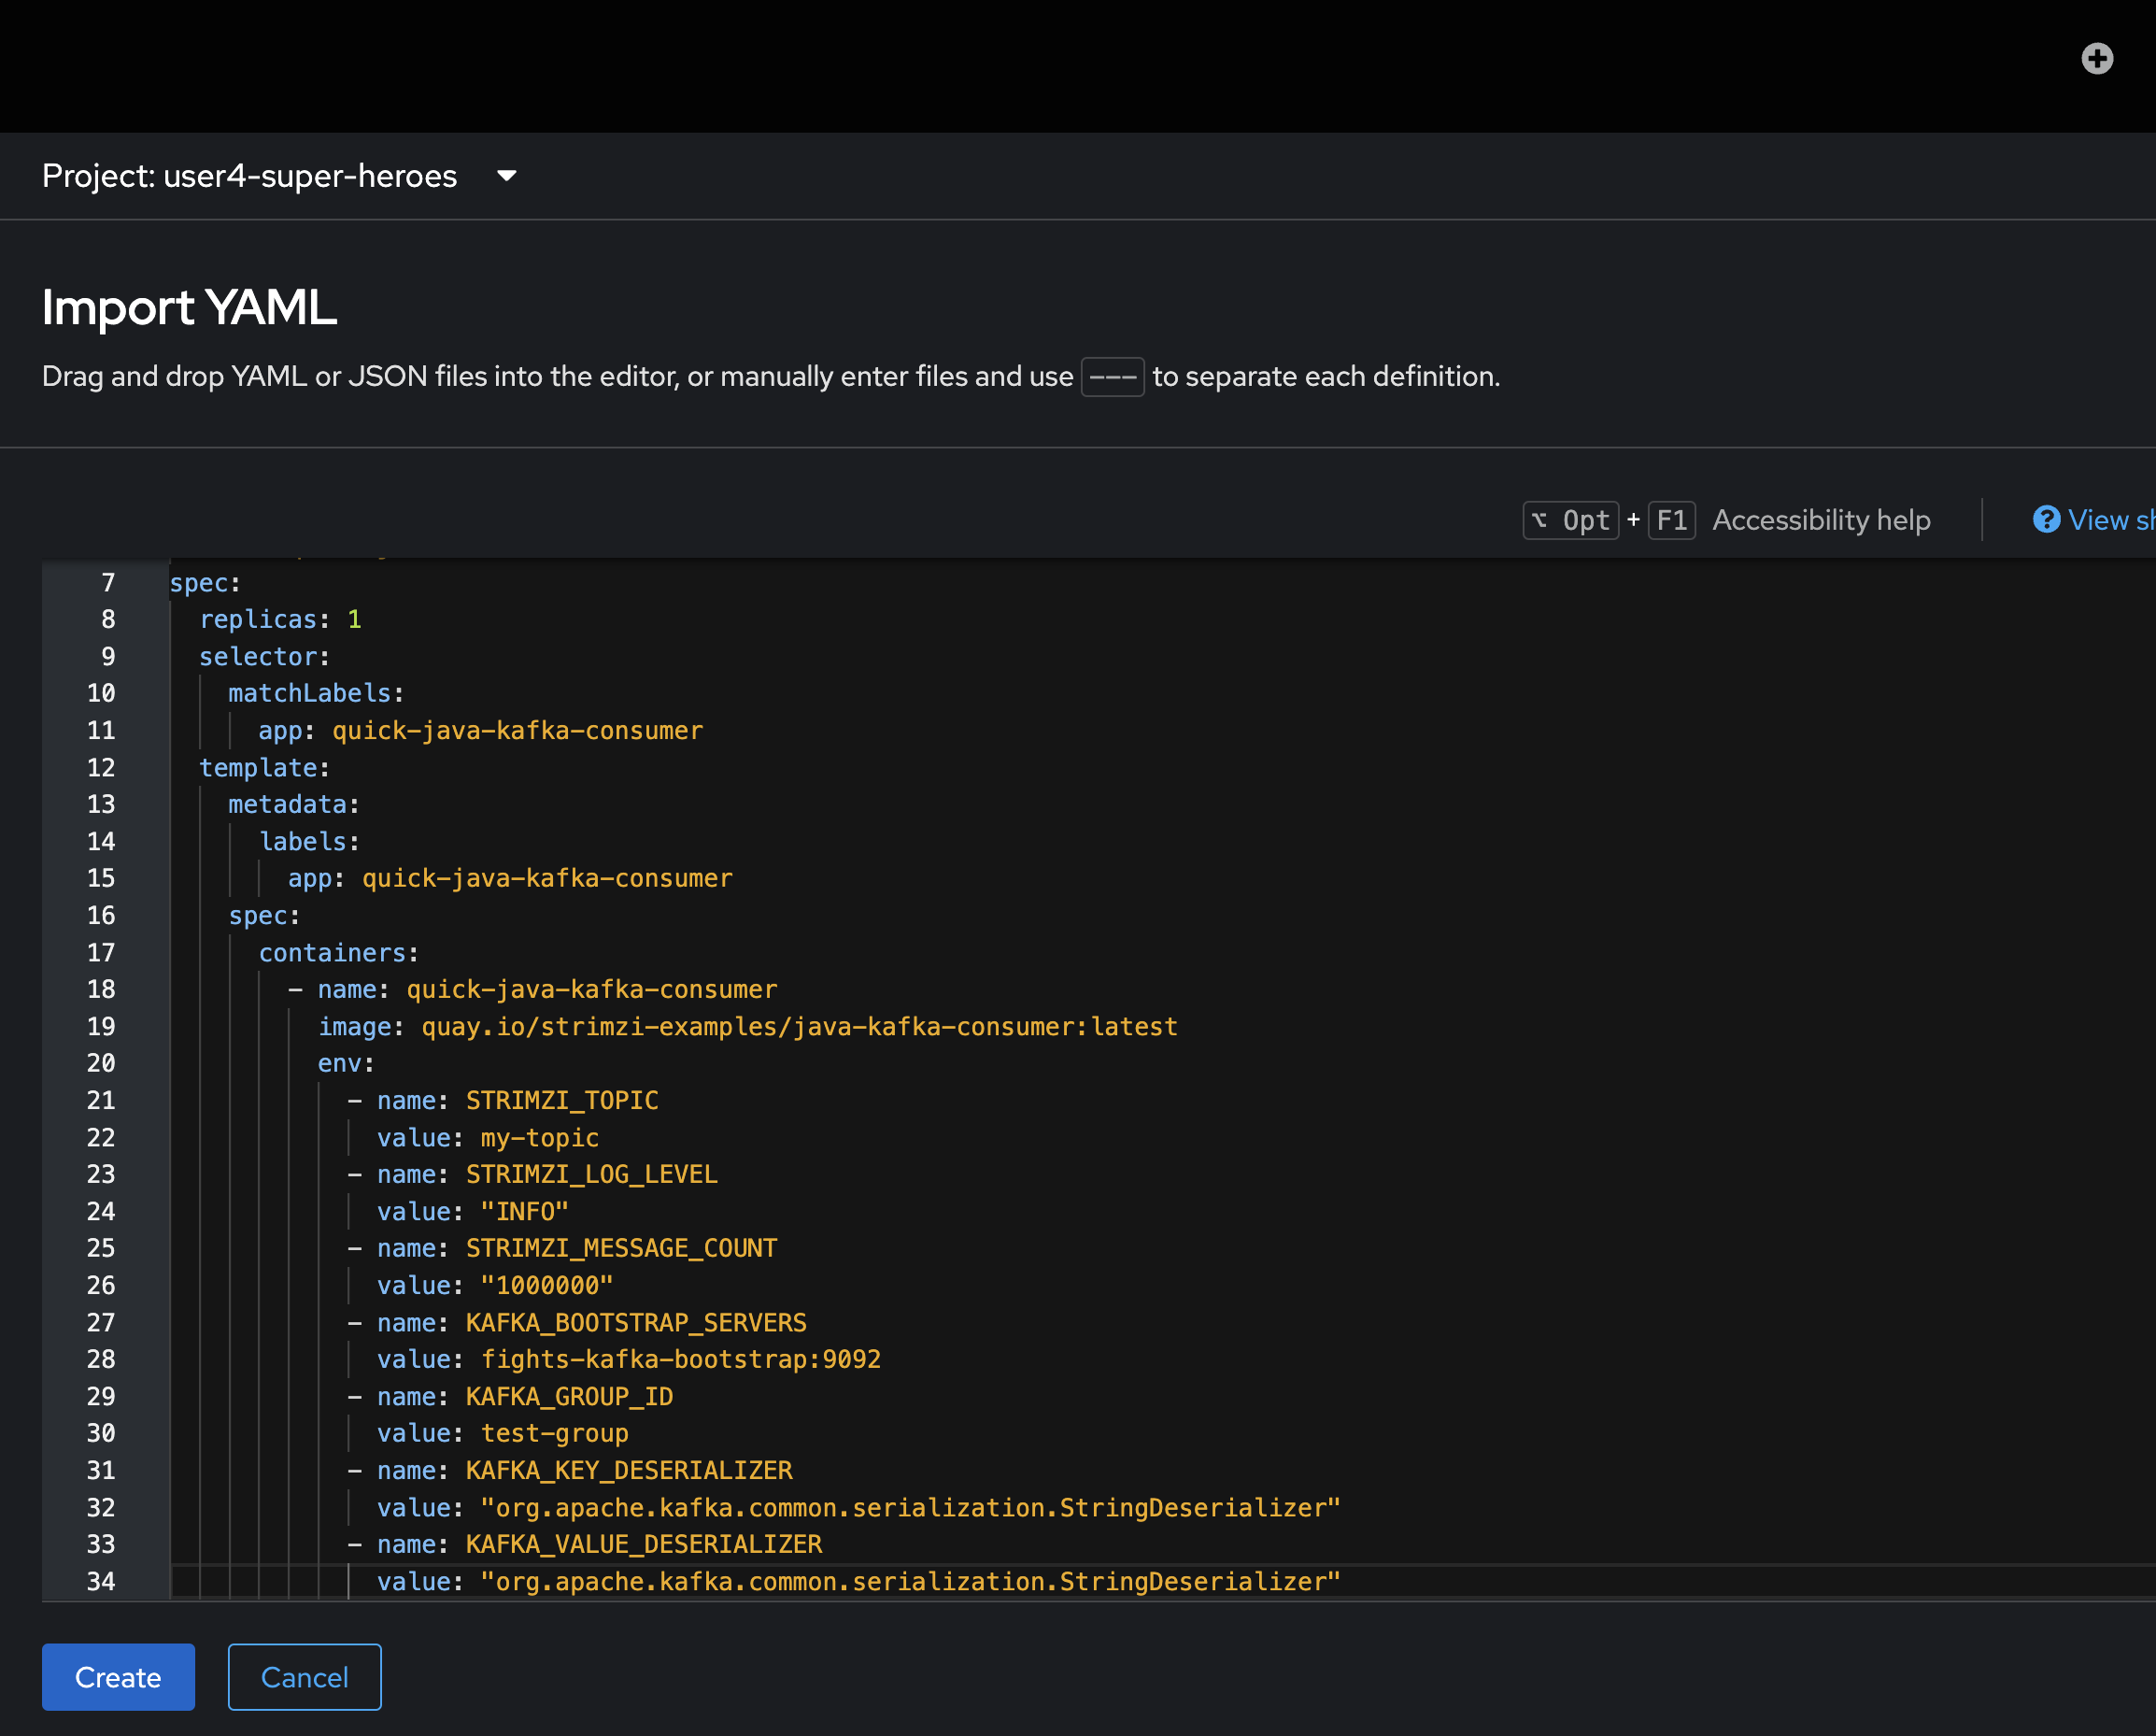 Project: user4-super-heroes
Import YAML
Drag and drop YAML or JSON files into the editor, or manually enter files and use --- to separate each definition.
⌥ Opt + F1 Accessibility help
View
7 spec:
8 replicas: 1
9 selector:
10 matchLabels:
11 app: quick-java-kafka-consumer
12 template:
13 metadata:
14 labels:
15 app: quick-java-kafka-consumer
16 spec:
17 containers:
18 - name: quick-java-kafka-consumer
19 image: quay.io/strimzi-examples/java-kafka-consumer:latest
20 env:
21 - name: STRIMZI_TOPIC
22 value: my-topic
23 - name: STRIMZI_LOG_LEVEL
24 value: "INFO"
25 - name: STRIMZI_MESSAGE_COUNT
26 value: "1000000"
27 - name: KAFKA_BOOTSTRAP_SERVERS
28 value: fights-kafka-bootstrap:9092
29 - name: KAFKA_GROUP_ID
30 value: test-group
31 - name: KAFKA_KEY_DESERIALIZER
32 value: "org.apache.kafka.common.serialization.StringDeserializer"
33 - name: KAFKA_VALUE_DESERIALIZER
34 value: "org.apache.kafka.common.serialization.StringDeserializer"
Create
Cancel